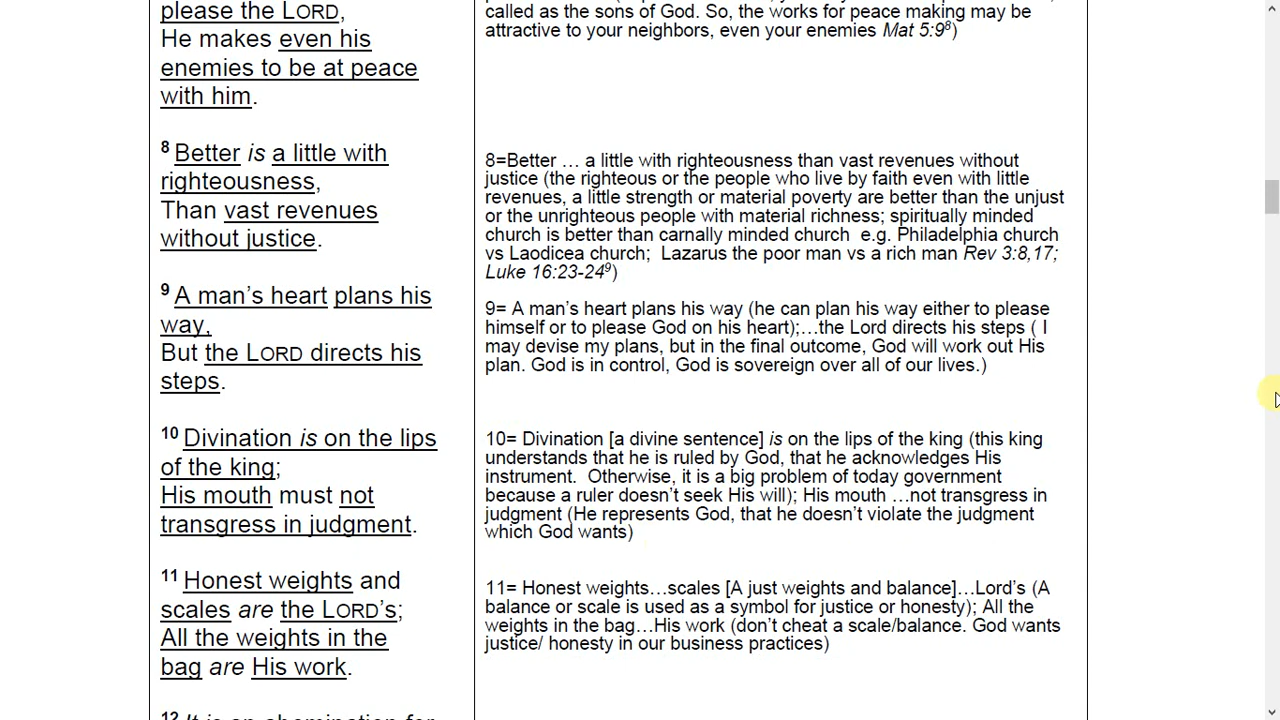 please the LORD,
He makes even his
enemies to be at peace
with him.
8 Better is a little with
righteousness,
Than vast revenues
without justice.
9 A man’s heart plans his
way,
But the LORD directs his
steps.
10 Divination is on the lips
of the king;
His mouth must not
transgress in judgment.
11 Honest weights and
scales are the LORD’s;
All the weights in the
bag are His work.
12 It is an abomination for
called as the sons of God. So, the works for peace making may be
attractive to your neighbors, even your enemies Mat 5:9⁸)
8=Better … a little with righteousness than vast revenues without
justice (the righteous or the people who live by faith even with little
revenues, a little strength or material poverty are better than the unjust
or the unrighteous people with material richness; spiritually minded
church is better than carnally minded church  e.g. Philadelphia church
vs Laodicea church;  Lazarus the poor man vs a rich man Rev 3:8,17;
Luke 16:23-24⁹)
9= A man’s heart plans his way (he can plan his way either to please
himself or to please God on his heart);…the Lord directs his steps ( I
may devise my plans, but in the final outcome, God will work out His
plan. God is in control, God is sovereign over all of our lives.)
10= Divination [a divine sentence] is on the lips of the king (this king
understands that he is ruled by God, that he acknowledges His
instrument.  Otherwise, it is a big problem of today government
because a ruler doesn’t seek His will); His mouth …not transgress in
judgment (He represents God, that he doesn’t violate the judgment
which God wants)
11= Honest weights…scales [A just weights and balance]…Lord’s (A
balance or scale is used as a symbol for justice or honesty); All the
weights in the bag…His work (don’t cheat a scale/balance. God wants
justice/ honesty in our business practices)